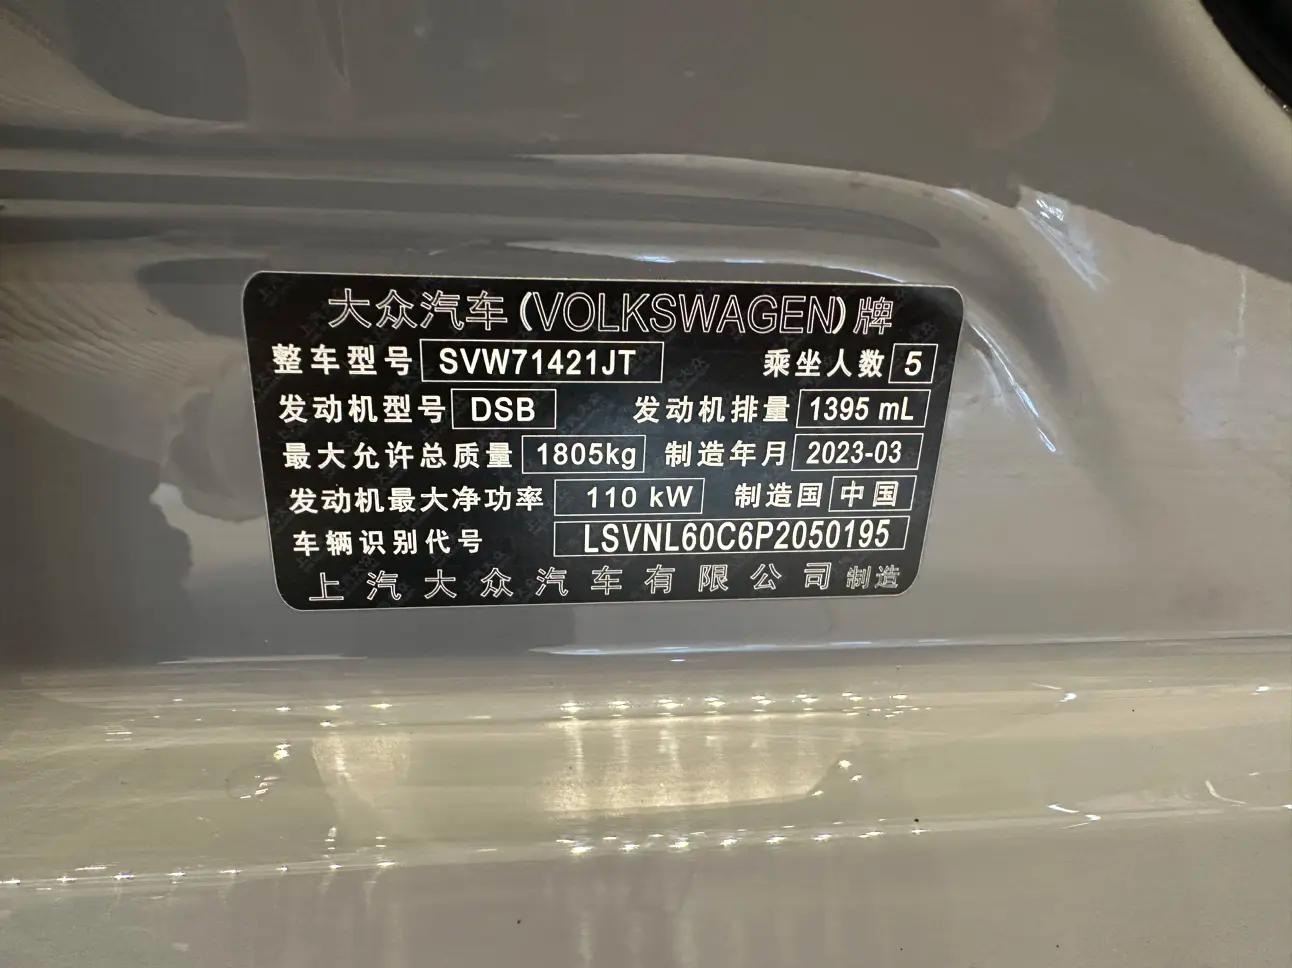 大众汽车(VOLKSWAGEN)牌
整车型号 SVW71421JT 乘坐人数 5
发动机型号 DSB 发动机排量 1395 mL
最大允许总质量 1805kg 制造年月 2023-03
发动机最大净功率 110 kW 制造国 中国
车辆识别代号 LSVNL60C6P2050195
上汽大众汽车有限公司制造